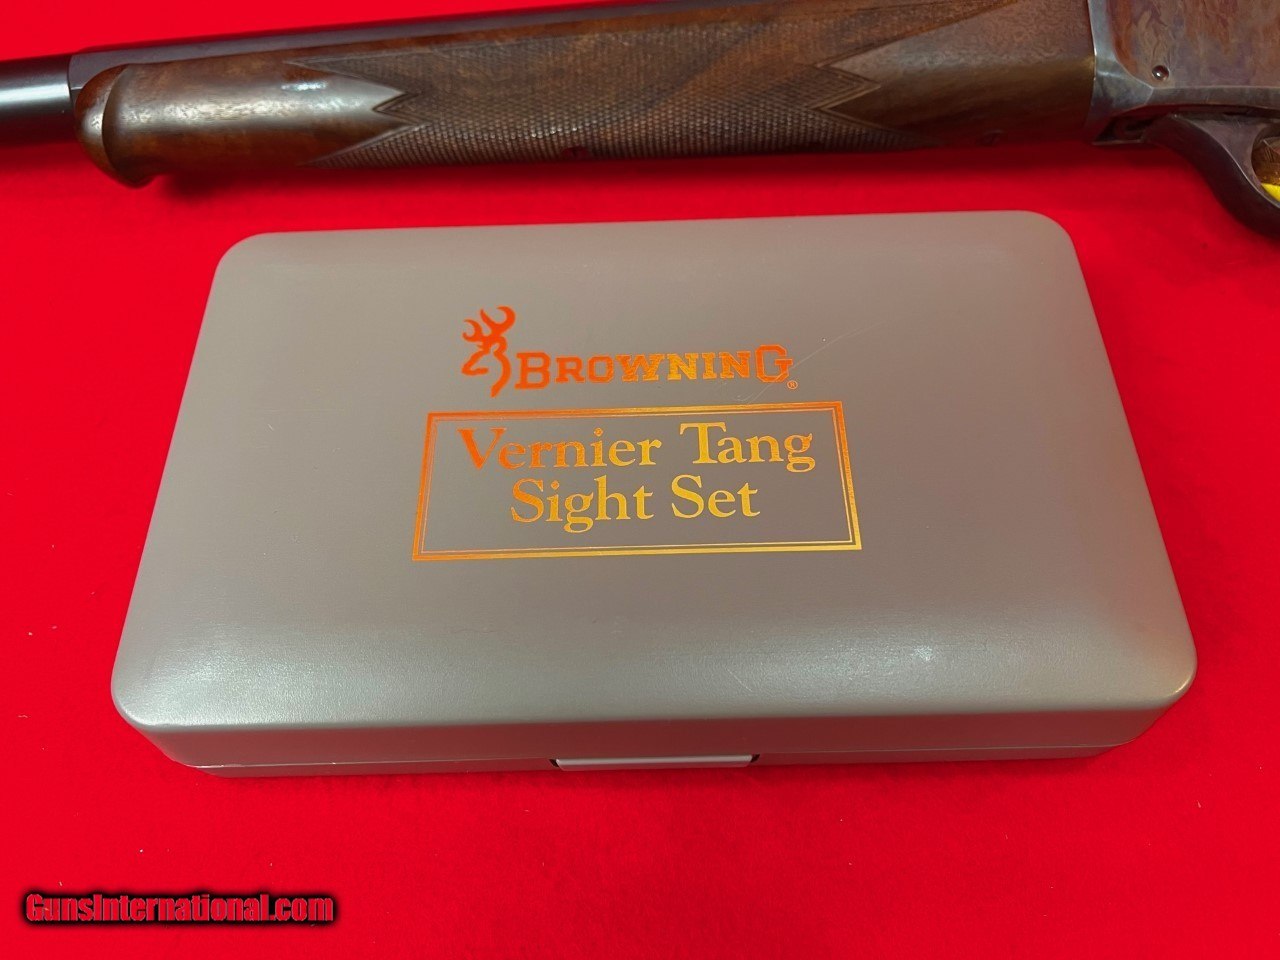 BROWNING®
Vernier Tang
Sight Set
GunsInternational.com